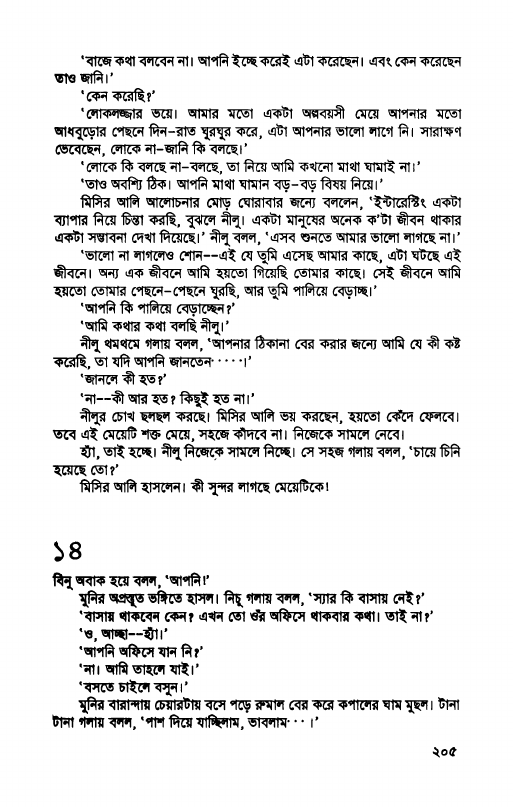 'বাজে কথা বলবেন না। আপনি ইচ্ছে করেই এটা করেছেন। এবং কেন করেছেন
তাও জানি।'
'কেন করেছি?'
'লোকলজ্জার ভয়ে। আমার মতো একটা অল্পবয়সী মেয়ে আপনার মতো
আধবুড়োর পেছনে দিন-রাত ঘুরঘুর করে, এটা আপনার ভালো লাগে নি। সারাক্ষণ
ভেবেছেন, লোকে না-জানি কি বলছে।'
'লোকে কি বলছে না-বলছে, তা নিয়ে আমি কখনো মাথা ঘামাই না।'
'তাও অবশ্যি ঠিক। আপনি মাথা ঘামান বড়-বড় বিষয় নিয়ে।'
মিসির আলি আলোচনার মোড় ঘোরাবার জন্যে বললেন, 'ইন্টারেস্টিং একটা
ব্যাপার নিয়ে চিন্তা করছি, বুঝলে নীলু। একটা মানুষের অনেক ক'টা জীবন থাকার
একটা সম্ভাবনা দেখা দিয়েছে।' নীলু বলল, 'এসব শুনতে আমার ভালো লাগছে না।'
'ভালো না লাগলেও শোন--এই যে তুমি এসেছ আমার কাছে, এটা ঘটছে এই
জীবনে। অন্য এক জীবনে আমি হয়তো গিয়েছি তোমার কাছে। সেই জীবনে আমি
হয়তো তোমার পেছনে-পেছনে ঘুরছি, আর তুমি পালিয়ে বেড়াচ্ছ।'
'আপনি কি পালিয়ে বেড়াচ্ছেন?'
'আমি কথার কথা বলছি নীলু।'
নীলু থমথমে গলায় বলল, 'আপনার ঠিকানা বের করার জন্যে আমি যে কী কষ্ট
করেছি, তা যদি আপনি জানতেন·····।'
'জানলে কী হত?'
'না--কী আর হত? কিছুই হত না।'
নীলুর চোখ ছলছল করছে। মিসির আলি ভয় করছেন, হয়তো কেঁদে ফেলবে।
তবে এই মেয়েটি শক্ত মেয়ে, সহজে কাঁদবে না। নিজেকে সামলে নেবে।
হ্যাঁ, তাই হচ্ছে। নীলু নিজেকে সামলে নিচ্ছে। সে সহজ গলায় বলল, 'চায়ে চিনি
হয়েছে তো?'
মিসির আলি হাসলেন। কী সুন্দর লাগছে মেয়েটিকে!
১৪
বিনু অবাক হয়ে বলল, 'আপনি!'
মুনির অপ্রস্তুত ভঙ্গিতে হাসল। নিচু গলায় বলল, 'স্যার কি বাসায় নেই?'
'বাসায় থাকবেন কেন? এখন তো ওঁর অফিসে থাকবার কথা। তাই না?'
'ও, আচ্ছা--হ্যাঁ।'
'আপনি অফিসে যান নি?'
'না। আমি তাহলে যাই।'
'বসতে চাইলে বসুন।'
মুনির বারান্দায় চেয়ারটায় বসে পড়ে রুমাল বের করে কপালের ঘাম মুছল। টানা
টানা গলায় বলল, 'পাশ দিয়ে যাচ্ছিলাম, ভাবলাম···।'
২০৫